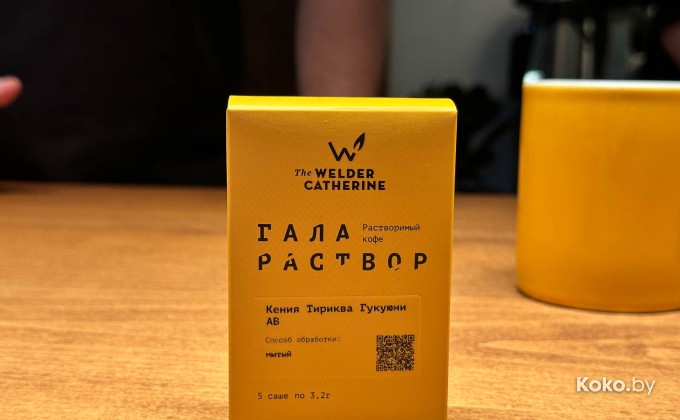 The WELDER
CATHERINE
ГАЛА
Растворимый
кофе
РАСТВОР
Кения Тириква Гукуюни
АВ
Способ обработки:
мытый
5 саше по 3,2г
Koko.by